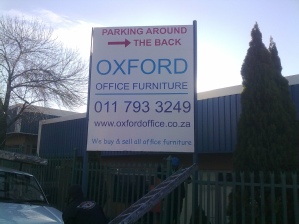 PARKING AROUND
THE BACK
OXFORD
OFFICE FURNITURE
011 793 3249
www.oxfordoffice.co.za
We buy & sell all office furniture